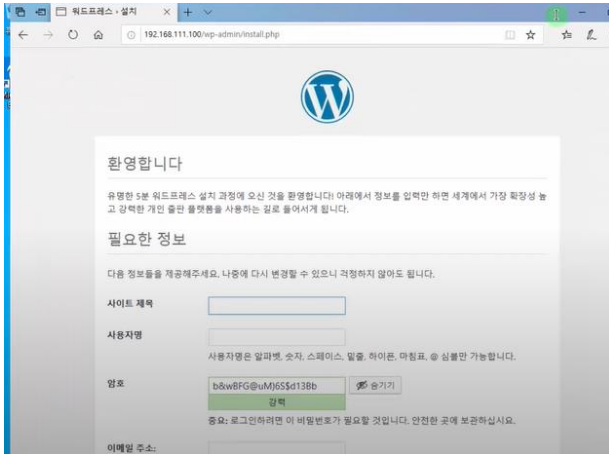 워드프레스 › 설치
192.168.111.100/wp-admin/install.php
환영합니다
유명한 5분 워드프레스 설치 과정에 오신 것을 환영합니다! 아래에서 정보를 입력만 하면 세계에서 가장 확장성 높
고 강력한 개인 출판 플랫폼을 사용하는 길로 들어서게 됩니다.
필요한 정보
다음 정보들을 제공해주세요. 나중에 다시 변경할 수 있으니 걱정하지 않아도 됩니다.
사이트 제목
사용자명
사용자명은 알파벳, 숫자, 스페이스, 밑줄, 하이픈, 마침표, @ 심볼만 가능합니다.
암호 b&wBFG@uM)6S$d13Bb 숨기기
강력
중요: 로그인하려면 이 비밀번호가 필요할 것입니다. 안전한 곳에 보관하십시오.
이메일 주소: